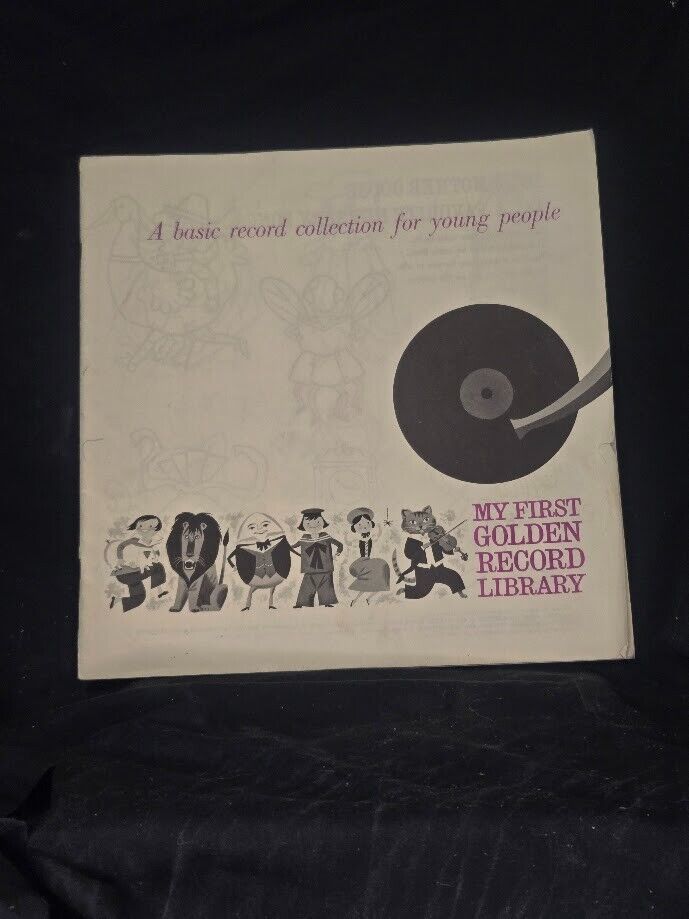 A basic record collection for young people
MY FIRST
GOLDEN
RECORD
LIBRARY